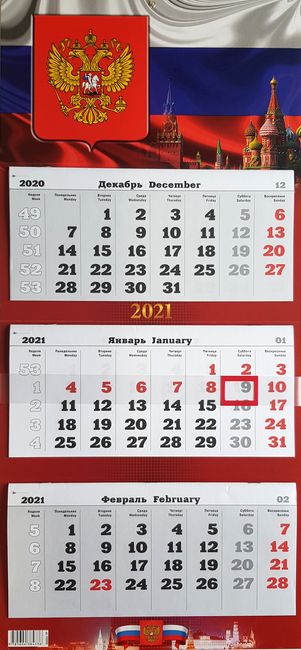 2020 Декабрь December 12
Неделя Week Понедельник Monday Вторник Tuesday Среда Wednesday Четверг Thursday Пятница Friday Суббота Saturday Воскресенье Sunday
49 1 2 3 4 5 6
50 7 8 9 10 11 12 13
51 14 15 16 17 18 19 20
52 21 22 23 24 25 26 27
53 28 29 30 31
2021
2021 Январь January 01
Неделя Week Понедельник Monday Вторник Tuesday Среда Wednesday Четверг Thursday Пятница Friday Суббота Saturday Воскресенье Sunday
53 1 2 3
1 4 5 6 7 8 9 10
2 11 12 13 14 15 16 17
3 18 19 20 21 22 23 24
4 25 26 27 28 29 30 31
2021 Февраль February 02
Неделя Week Понедельник Monday Вторник Tuesday Среда Wednesday Четверг Thursday Пятница Friday Суббота Saturday Воскресенье Sunday
5 1 2 3 4 5 6 7
6 8 9 10 11 12 13 14
7 15 16 17 18 19 20 21
8 22 23 24 25 26 27 28